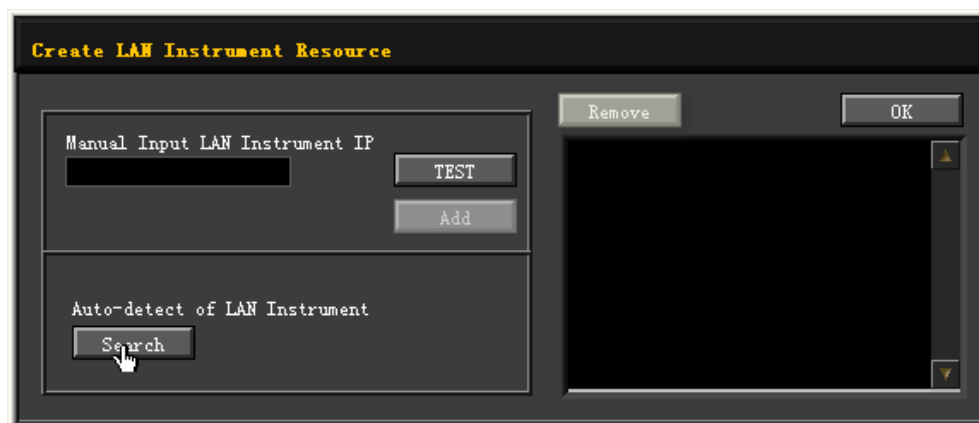 Create LAN Instrument Resource
Remove
OK
Manual Input LAN Instrument IP
TEST
Add
Auto-detect of LAN Instrument
Search